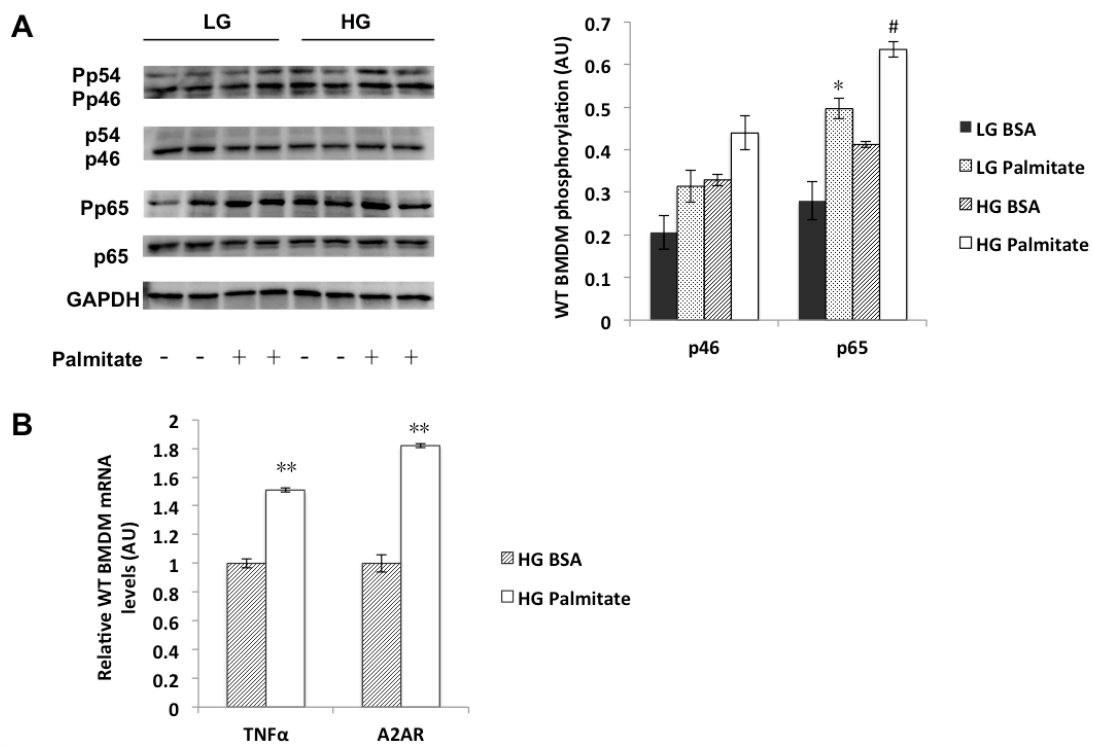 A
LG HG
Pp54
Pp46
p54
p46
Pp65
p65
GAPDH
Palmitate - - + + - - + +
WT BMDM phosphorylation (AU)
0.7
0.6
0.5
0.4
0.3
0.2
0.1
0
*
#
p46 p65
LG BSA
LG Palmitate
HG BSA
HG Palmitate
B
Relative WT BMDM mRNA
levels (AU)
2
1.8
1.6
1.4
1.2
1
0.8
0.6
0.4
0.2
0
**
**
TNFα A2AR
HG BSA
HG Palmitate